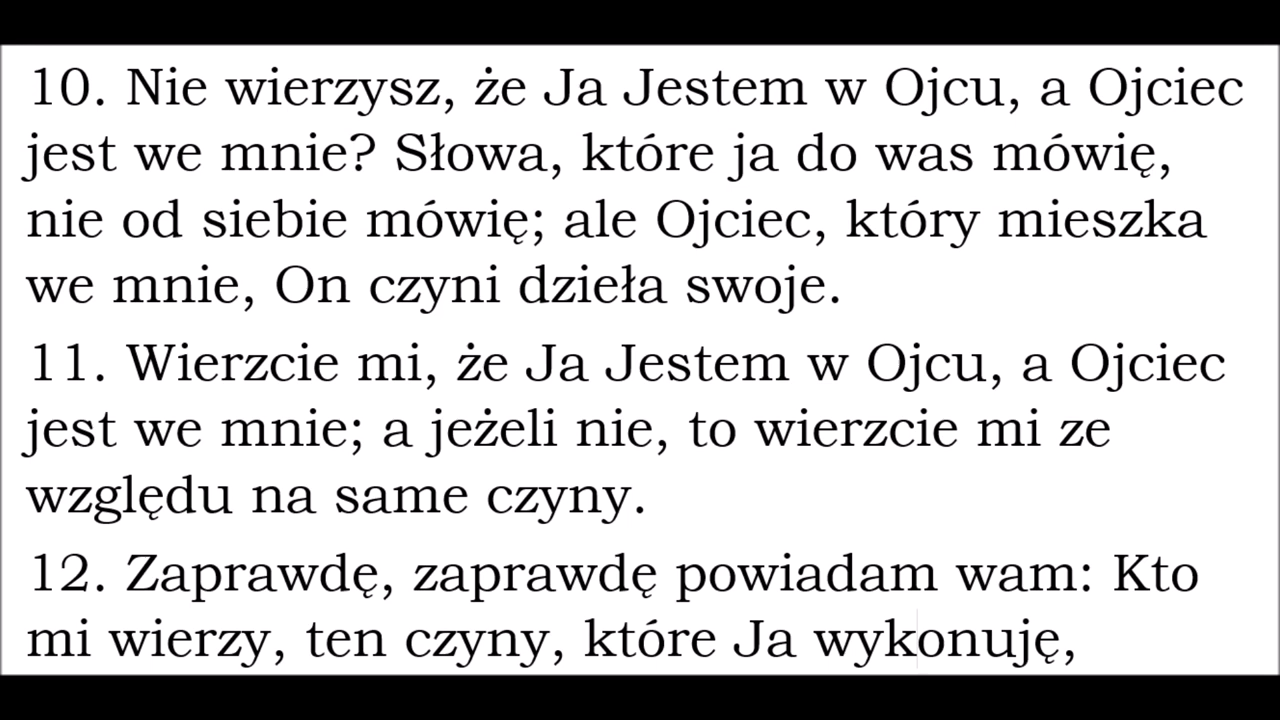 10. Nie wierzysz, że Ja Jestem w Ojcu, a Ojciec
jest we mnie? Słowa, które ja do was mówię,
nie od siebie mówię; ale Ojciec, który mieszka
we mnie, On czyni dzieła swoje.
11. Wierzcie mi, że Ja Jestem w Ojcu, a Ojciec
jest we mnie; a jeżeli nie, to wierzcie mi ze
względu na same czyny.
12. Zaprawdę, zaprawdę powiadam wam: Kto
mi wierzy, ten czyny, które Ja wykonuję,